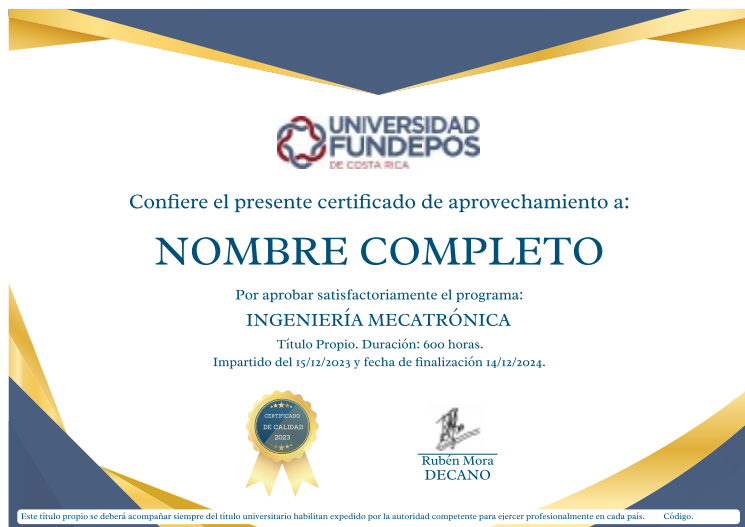 UNIVERSIDAD
FUNDEPOS
DE COSTA RICA
Confiere el presente certificado de aprovechamiento a:
NOMBRE COMPLETO
Por aprobar satisfactoriamente el programa:
INGENIERÍA MECATRÓNICA
Título Propio. Duración: 600 horas.
Impartido del 15/12/2023 y fecha de finalización 14/12/2024.
CERTIFICADO
DE CALIDAD
2023
Rubén Mora
DECANO
Este título propio se deberá acompañar siempre del título universitario habilitan expedido por la autoridad competente para ejercer profesionalmente en cada país. Código.